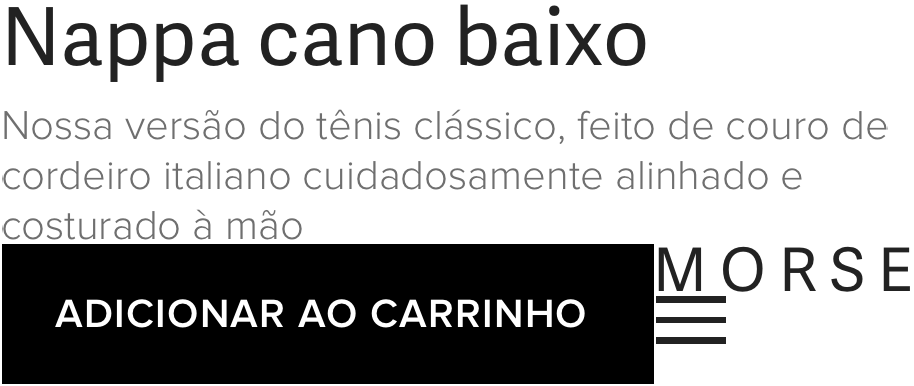 Nappa cano baixo
Nossa versão do tênis clássico, feito de couro de
cordeiro italiano cuidadosamente alinhado e
costurado à mão
MORSE
ADICIONAR AO CARRINHO